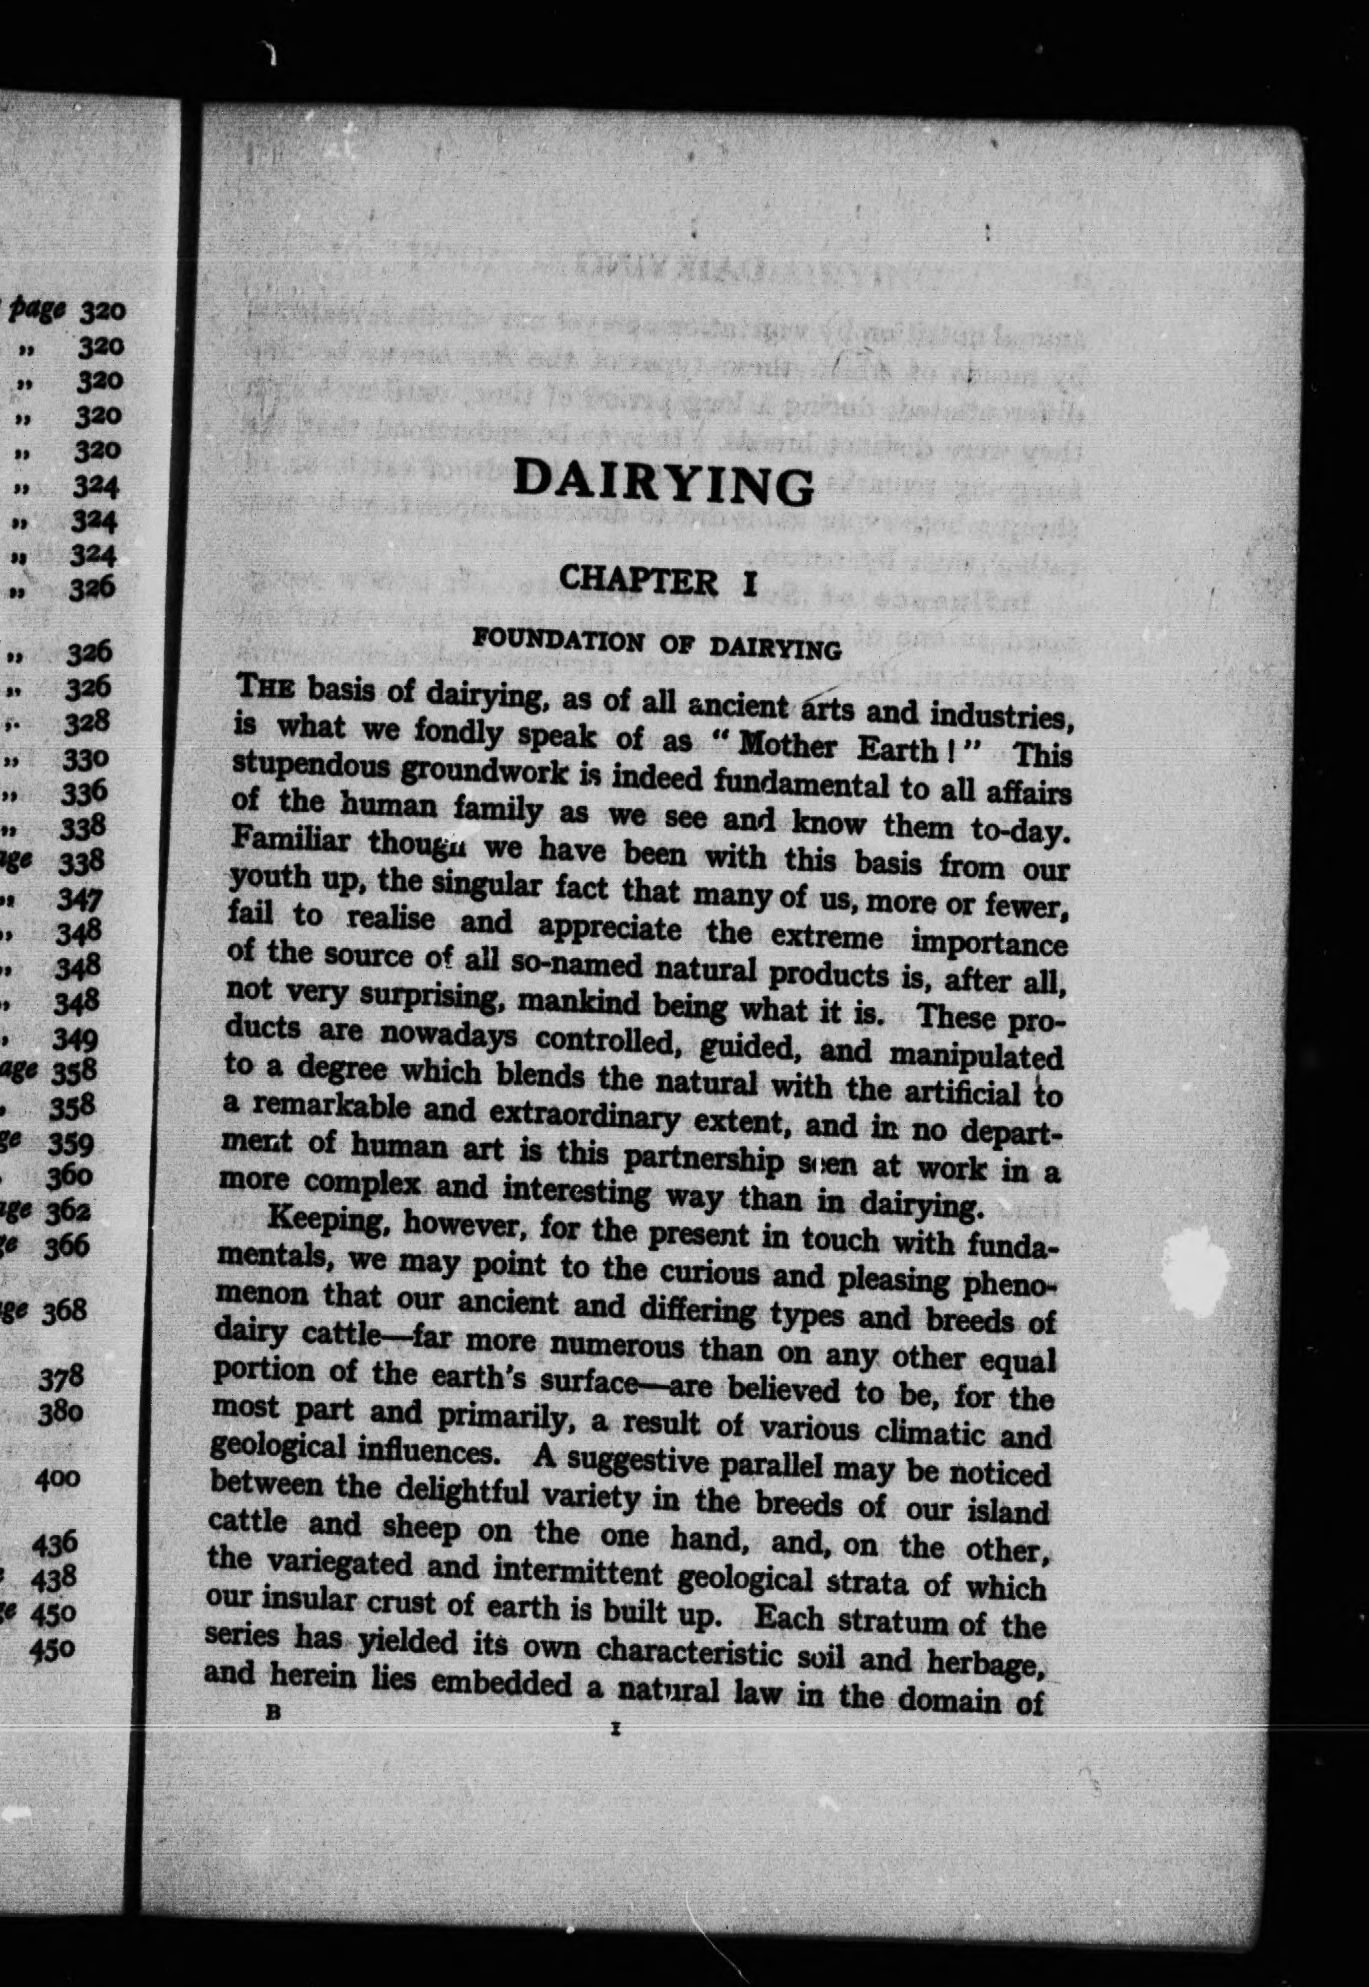 page 320
" 320
" 320
" 320
" 320
" 324
" 324
" 324
" 326
" 326
" 326
328
" 330
" 336
" 338
338
347
348
348
348
349
358
358
359
360
362
366
368
378
380
400
436
438
450
450
DAIRYING
CHAPTER I
FOUNDATION OF DAIRYING
THE basis of dairying, as of all ancient arts and industries,
is what we fondly speak of as "Mother Earth!" This
stupendous groundwork is indeed fundamental to all affairs
of the human family as we see and know them to-day.
Familiar though we have been with this basis from our
youth up, the singular fact that many of us, more or fewer,
fail to realise and appreciate the extreme importance
of the source of all so-named natural products is, after all,
not very surprising, mankind being what it is. These pro-
ducts are nowadays controlled, guided, and manipulated
to a degree which blends the natural with the artificial to
a remarkable and extraordinary extent, and in no depart-
ment of human art is this partnership seen at work in a
more complex and interesting way than in dairying.
Keeping, however, for the present in touch with funda-
mentals, we may point to the curious and pleasing pheno-
menon that our ancient and differing types and breeds of
dairy cattle—far more numerous than on any other equal
portion of the earth's surface—are believed to be, for the
most part and primarily, a result of various climatic and
geological influences. A suggestive parallel may be noticed
between the delightful variety in the breeds of our island
cattle and sheep on the one hand, and, on the other,
the variegated and intermittent geological strata of which
our insular crust of earth is built up. Each stratum of the
series has yielded its own characteristic soil and herbage,
and herein lies embedded a natural law in the domain of
B
I